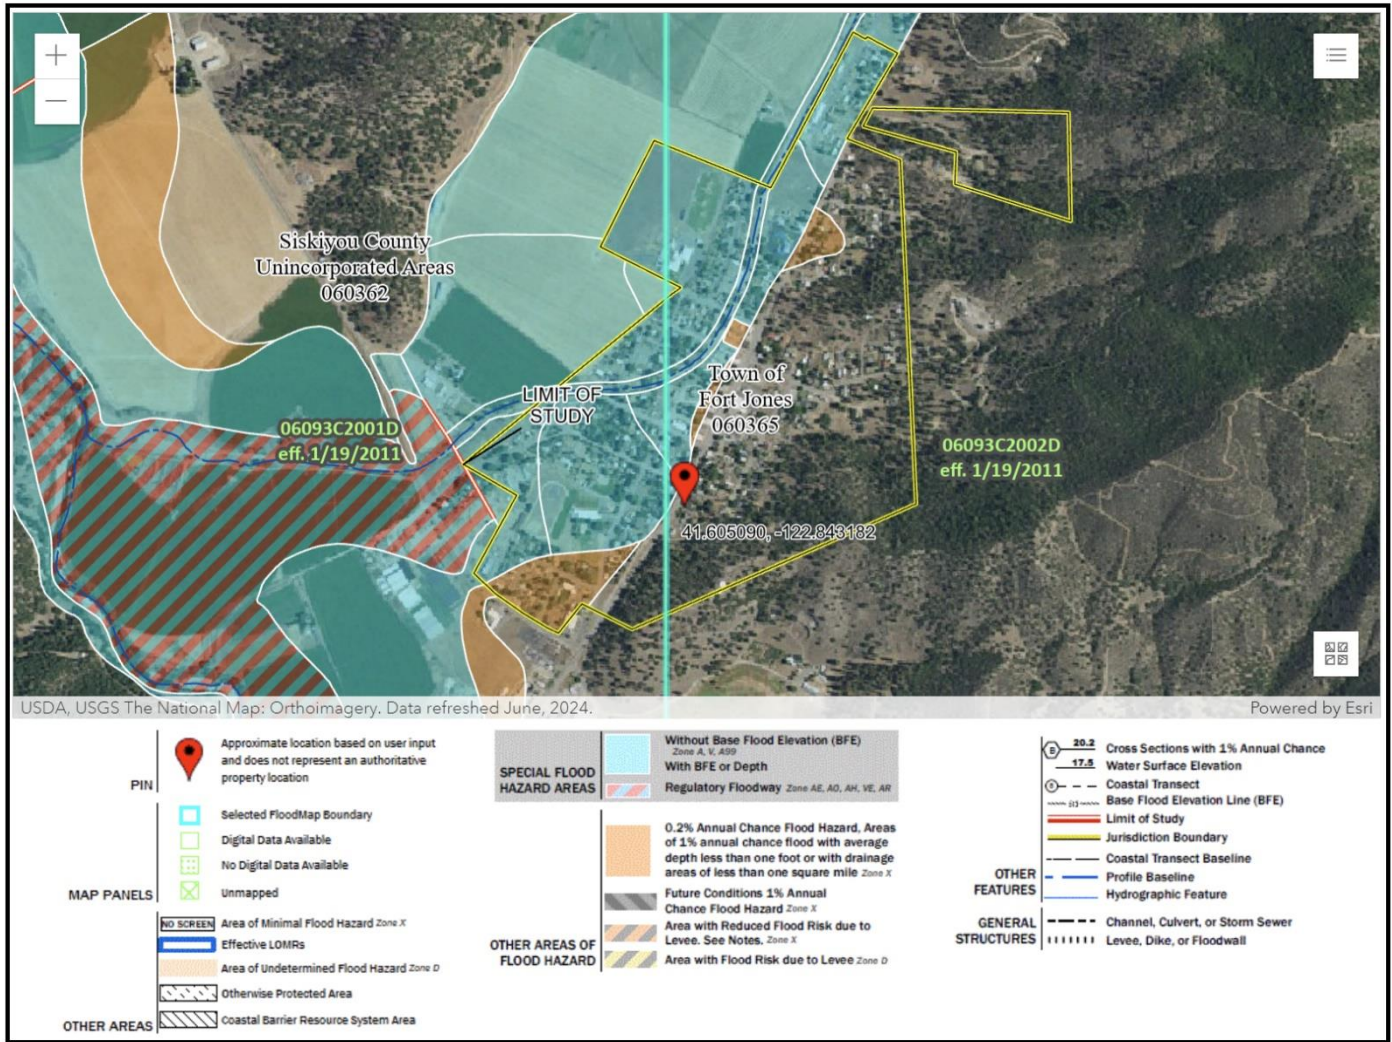 +
−
Siskiyou County
Unincorporated Areas
060362
LIMIT OF
STUDY
Town of
Fort Jones
060365
06093C2001D
eff. 1/19/2011
06093C2002D
eff. 1/19/2011
41.605090, -122.843182
USDA, USGS The National Map: Orthoimagery. Data refreshed June, 2024.
Powered by Esri
PIN
Approximate location based on user input
and does not represent an authoritative
property location
MAP PANELS
Selected FloodMap Boundary
Digital Data Available
No Digital Data Available
Unmapped
OTHER AREAS
NO SCREEN Area of Minimal Flood Hazard Zone X
Effective LOMRs
Area of Undetermined Flood Hazard Zone D
Otherwise Protected Area
Coastal Barrier Resource System Area
SPECIAL FLOOD
HAZARD AREAS
Without Base Flood Elevation (BFE)
Zone A, V, A99
With BFE or Depth
Regulatory Floodway Zone AE, AO, AH, VE, AR
OTHER AREAS OF
FLOOD HAZARD
0.2% Annual Chance Flood Hazard, Areas
of 1% annual chance flood with average
depth less than one foot or with drainage
areas of less than one square mile Zone X
Future Conditions 1% Annual
Chance Flood Hazard Zone X
Area with Reduced Flood Risk due to
Levee. See Notes. Zone X
Area with Flood Risk due to Levee Zone D
OTHER
FEATURES
B 20.2 Cross Sections with 1% Annual Chance
17.5 Water Surface Elevation
Coastal Transect
Base Flood Elevation Line (BFE)
Limit of Study
Jurisdiction Boundary
Coastal Transect Baseline
Profile Baseline
Hydrographic Feature
GENERAL
STRUCTURES
Channel, Culvert, or Storm Sewer
Levee, Dike, or Floodwall